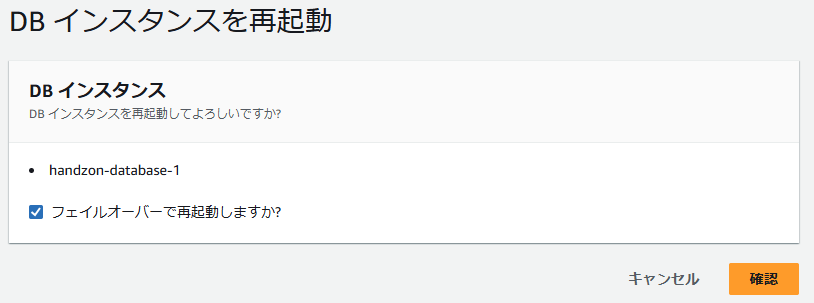 DB インスタンスを再起動
DB インスタンス
DB インスタンスを再起動してよろしいですか?
handzon-database-1
フェイルオーバーで再起動しますか?
キャンセル
確認